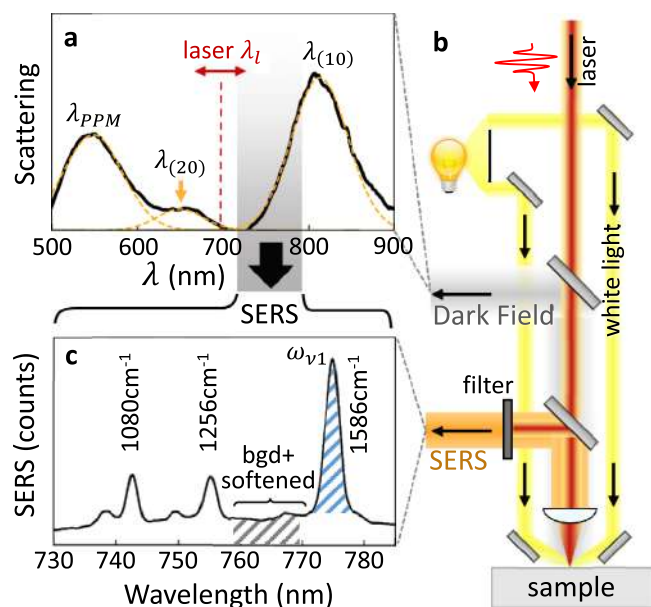 a
laser λl
λ(10)
λPPM
λ(20)
Scattering
500 600 700 800 900
λ (nm)
SERS
b
laser
white light
Dark Field
filter
SERS
sample
c
ων1
1080cm-1
1256cm-1
1586cm-1
bgd+
softened
SERS (counts)
730 740 750 760 770 780
Wavelength (nm)